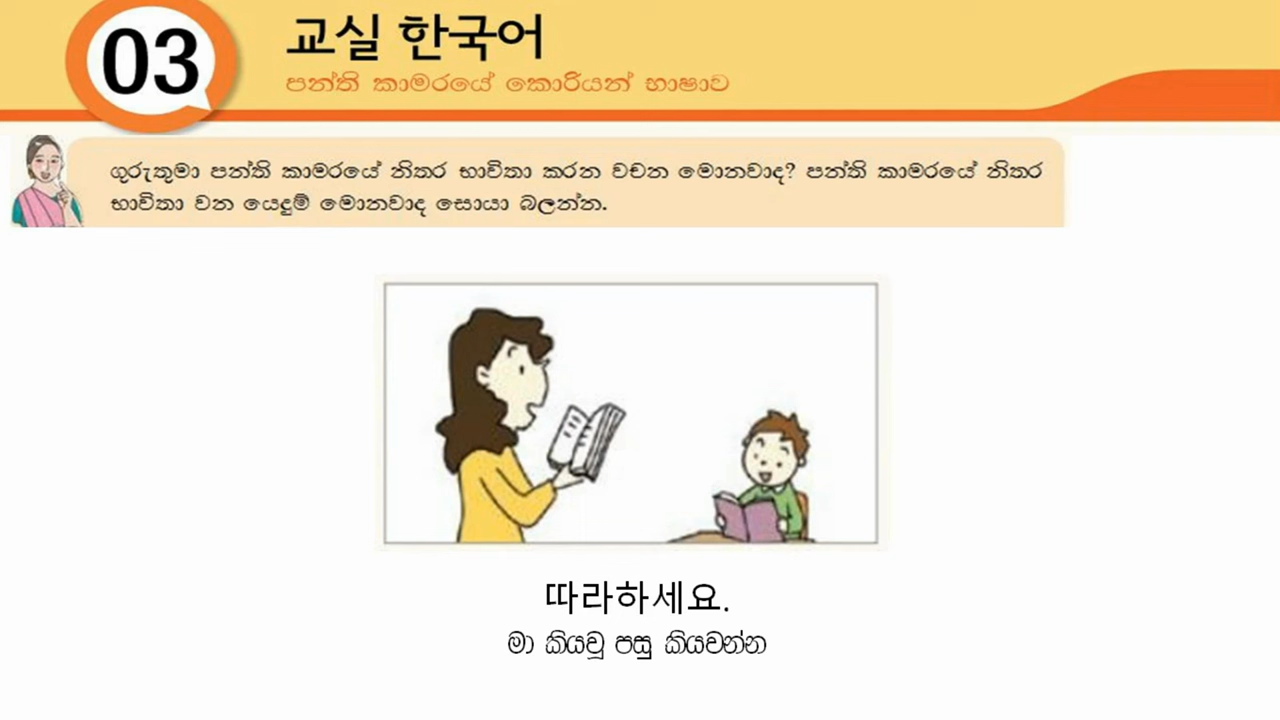 03
교실 한국어
පන්ති කාමරයේ කොරියන් භාෂාව
ගුරුතුමා පන්ති කාමරයේ නිතර භාවිතා කරන වචන මොනවාද? පන්ති කාමරයේ නිතර
භාවිතා වන යෙදුම් මොනවාද සොයා බලන්න.
따라하세요.
මා කියවූ පසු කියවන්න